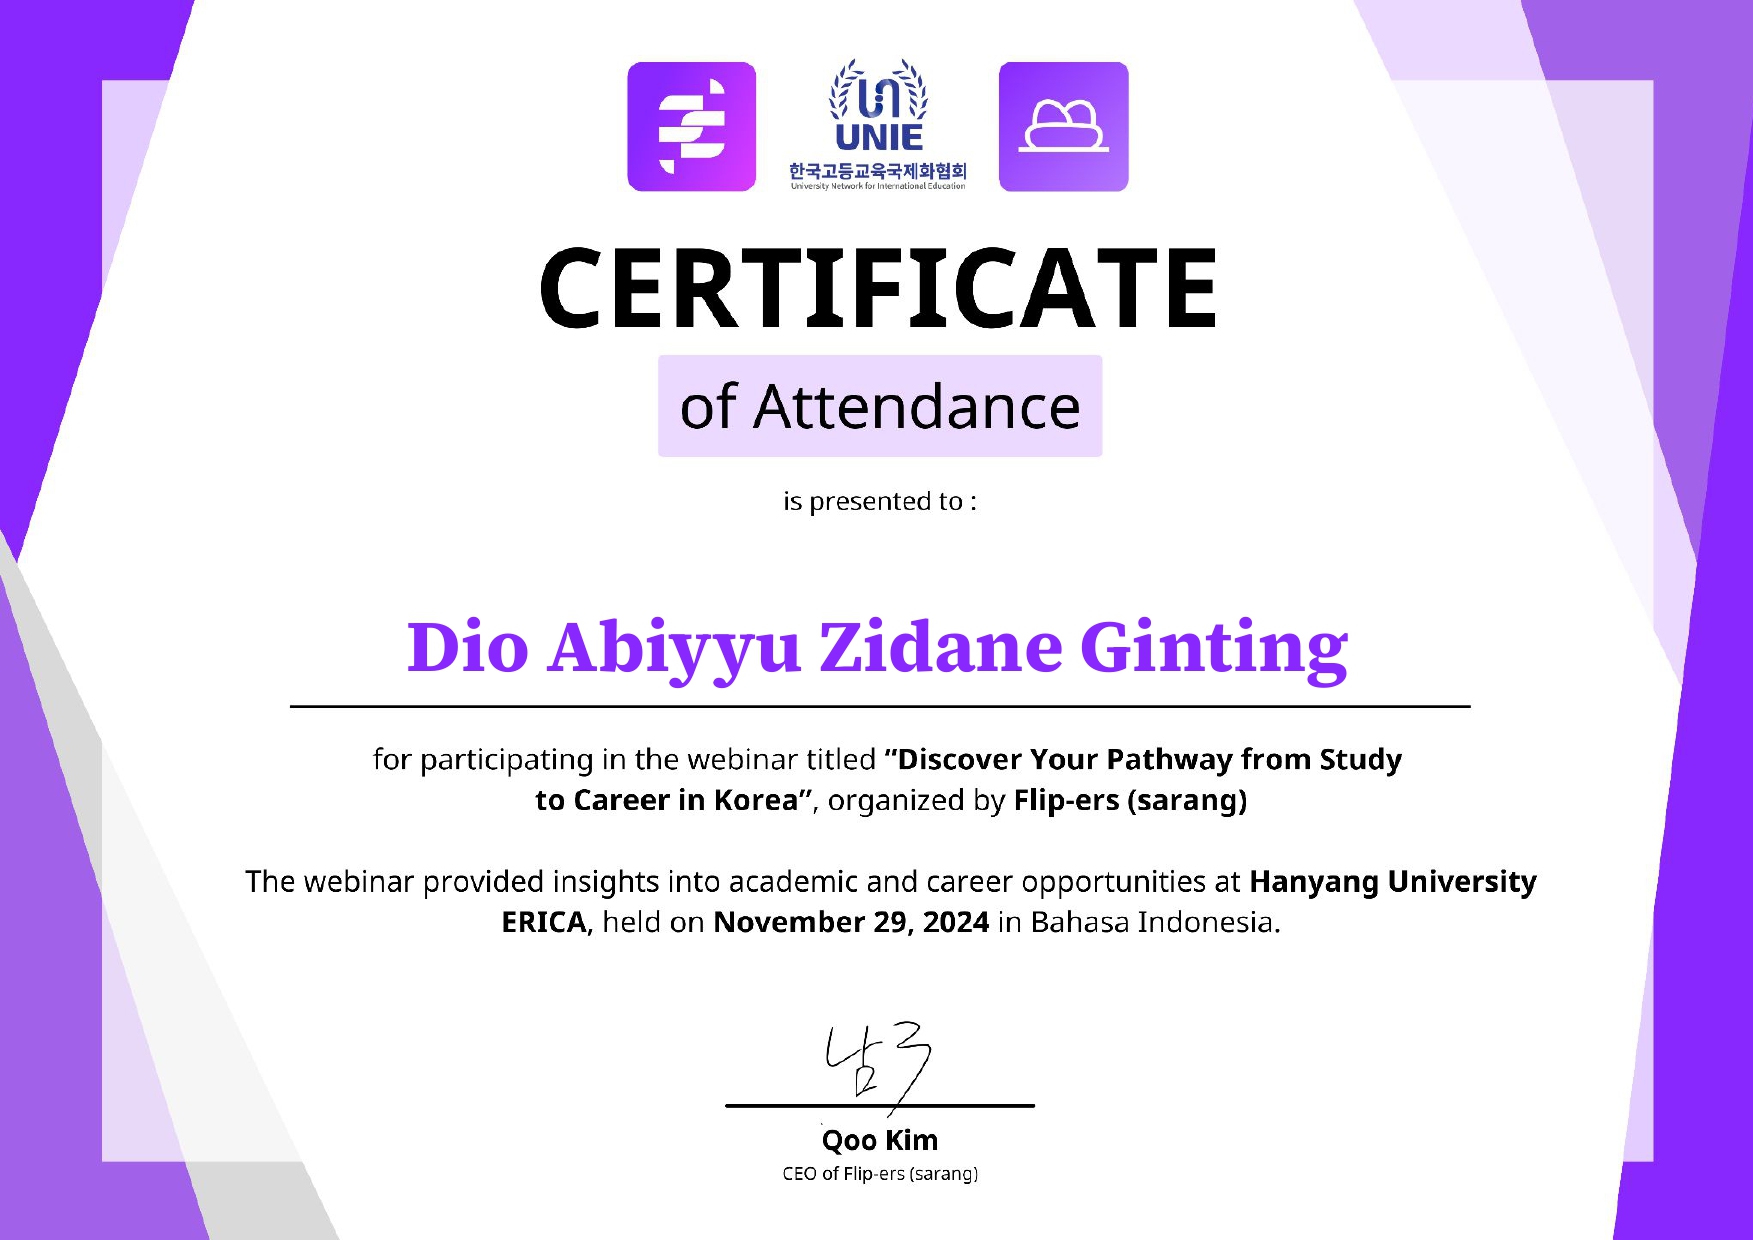 UNIE
한국고등교육국제화협회
University Network for International Education
CERTIFICATE
of Attendance
is presented to :
Dio Abiyyu Zidane Ginting
for participating in the webinar titled “Discover Your Pathway from Study
to Career in Korea”, organized by Flip-ers (sarang)
The webinar provided insights into academic and career opportunities at Hanyang University
ERICA, held on November 29, 2024 in Bahasa Indonesia.
Qoo Kim
CEO of Flip-ers (sarang)